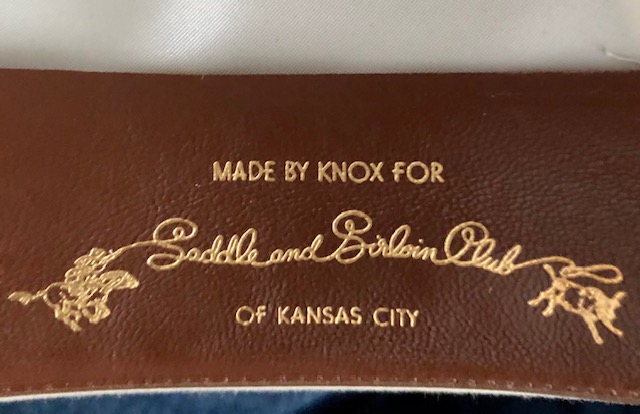 MADE BY KNOX FOR
Saddle and Sirloin Club
OF KANSAS CITY